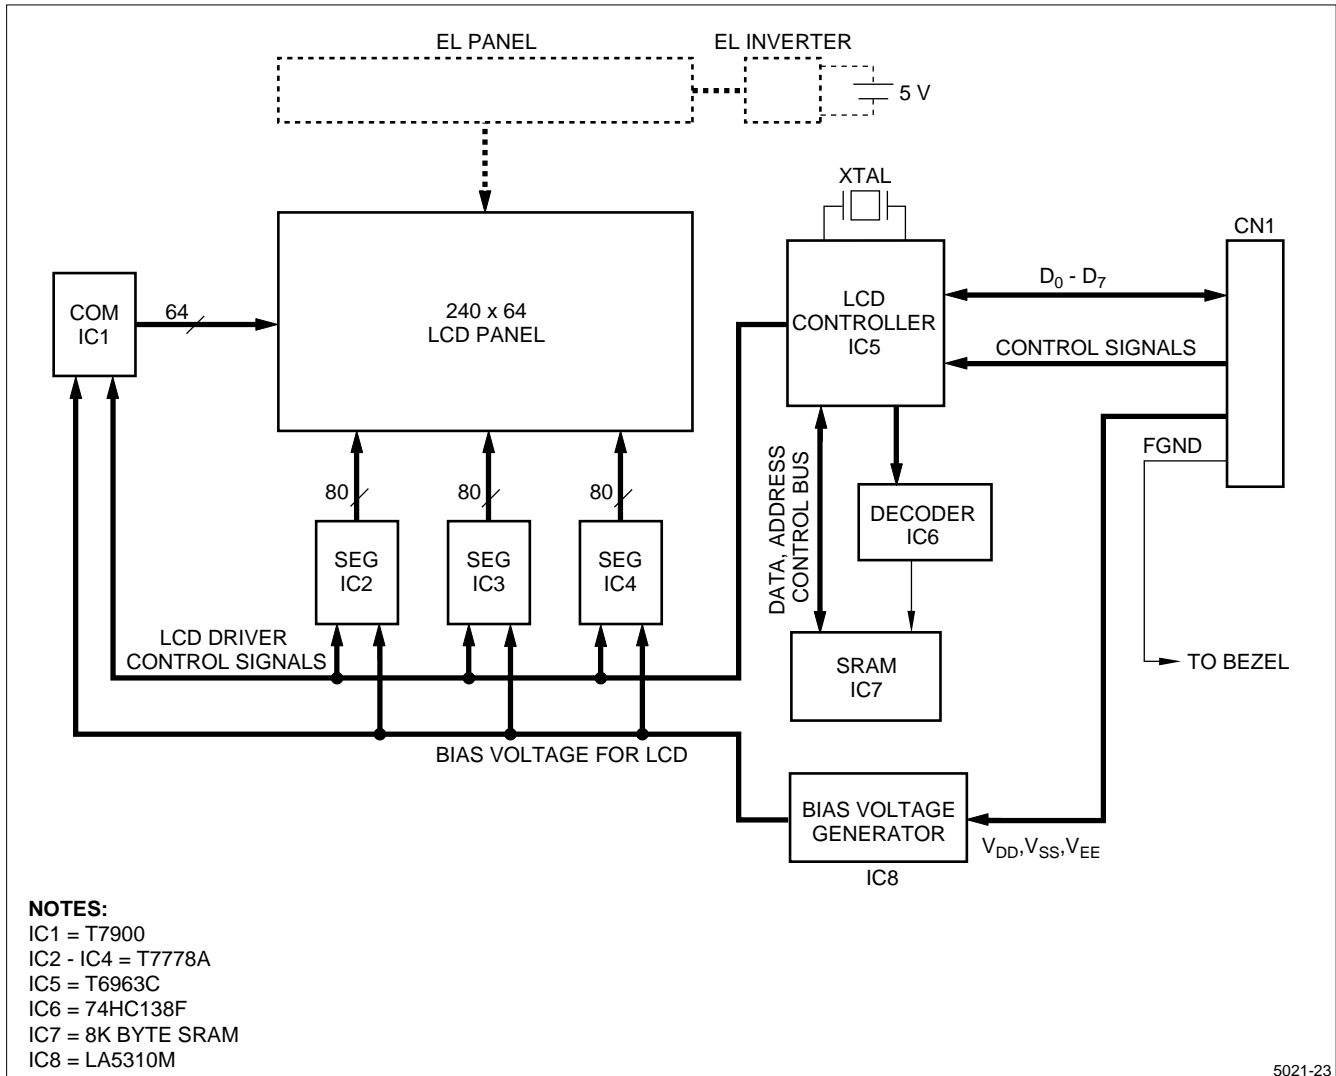 EL PANEL
EL INVERTER
5 V
XTAL
CN1
COM
IC1
64
240 x 64
LCD PANEL
LCD
CONTROLLER
IC5
D0 - D7
CONTROL SIGNALS
FGND
80
80
80
SEG
IC2
SEG
IC3
SEG
IC4
DATA, ADDRESS
CONTROL BUS
DECODER
IC6
LCD DRIVER
CONTROL SIGNALS
SRAM
IC7
TO BEZEL
BIAS VOLTAGE FOR LCD
BIAS VOLTAGE
GENERATOR
IC8
VDD,VSS,VEE
NOTES:
IC1 = T7900
IC2 - IC4 = T7778A
IC5 = T6963C
IC6 = 74HC138F
IC7 = 8K BYTE SRAM
IC8 = LA5310M
5021-23